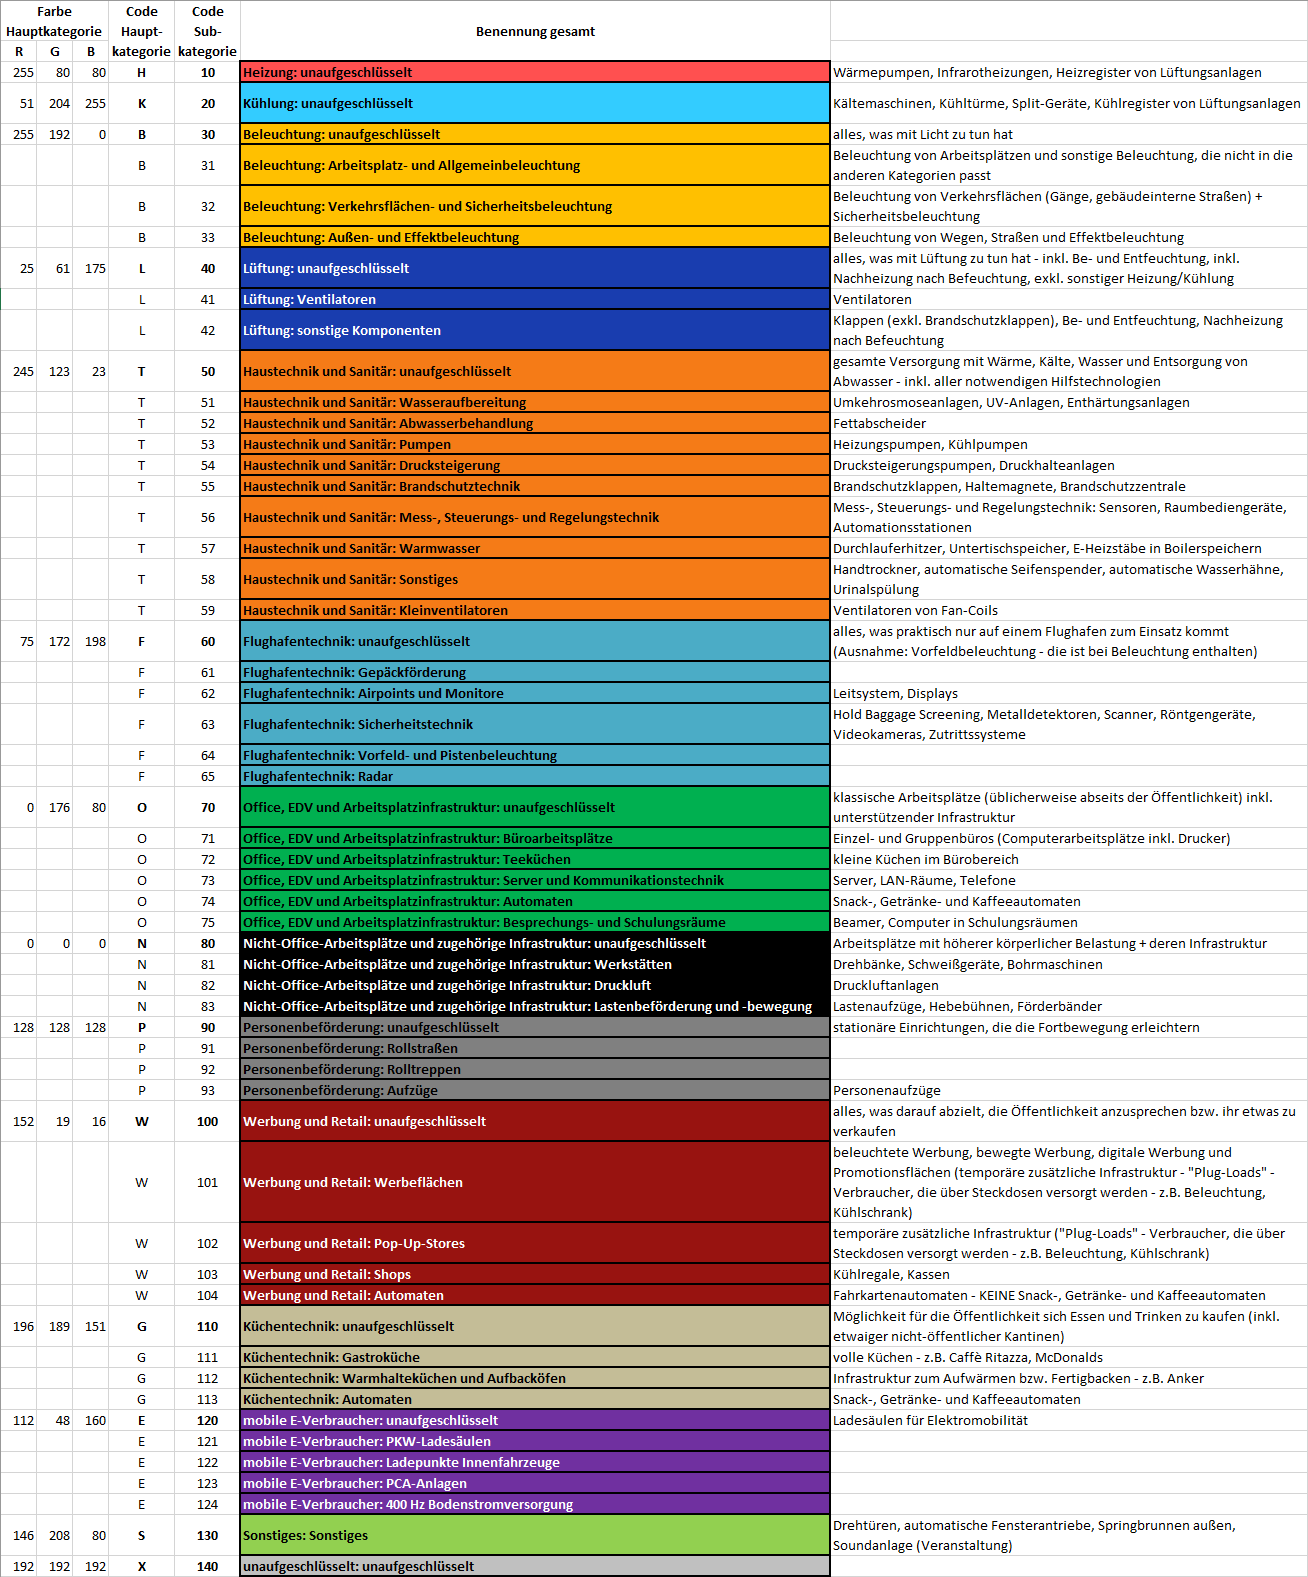 Farbe Hauptkategorie Code Haupt-kategorie Code Sub-kategorie Benennung gesamt
R G B
255 80 80 H 10 Heizung: unaufgeschlüsselt Wärmepumpen, Infrarotheizungen, Heizregister von Lüftungsanlagen
51 204 255 K 20 Kühlung: unaufgeschlüsselt Kältemaschinen, Kühltürme, Split-Geräte, Kühlregister von Lüftungsanlagen
255 192 0 B 30 Beleuchtung: unaufgeschlüsselt alles, was mit Licht zu tun hat
B 31 Beleuchtung: Arbeitsplatz- und Allgemeinbeleuchtung Beleuchtung von Arbeitsplätzen und sonstige Beleuchtung, die nicht in die
anderen Kategorien passt
B 32 Beleuchtung: Verkehrsflächen- und Sicherheitsbeleuchtung Beleuchtung von Verkehrsflächen (Gänge, gebäudeinterne Straßen) +
Sicherheitsbeleuchtung
B 33 Beleuchtung: Außen- und Effektbeleuchtung Beleuchtung von Wegen, Straßen und Effektbeleuchtung
25 61 175 L 40 Lüftung: unaufgeschlüsselt alles, was mit Lüftung zu tun hat - inkl. Be- und Entfeuchtung, inkl.
Nachheizung nach Befeuchtung, exkl. sonstiger Heizung/Kühlung
L 41 Lüftung: Ventilatoren Ventilatoren
L 42 Lüftung: sonstige Komponenten Klappen (exkl. Brandschutzklappen), Be- und Entfeuchtung, Nachheizung
nach Befeuchtung
245 123 23 T 50 Haustechnik und Sanitär: unaufgeschlüsselt gesamte Versorgung mit Wärme, Kälte, Wasser und Entsorgung von
Abwasser - inkl. aller notwendigen Hilfstechnologien
T 51 Haustechnik und Sanitär: Wasseraufbereitung Umkehrosmoseanlagen, UV-Anlagen, Enthärtungsanlagen
T 52 Haustechnik und Sanitär: Abwasserbehandlung Fettabscheider
T 53 Haustechnik und Sanitär: Pumpen Heizungspumpen, Kühlpumpen
T 54 Haustechnik und Sanitär: Drucksteigerung Drucksteigerungspumpen, Druckhalteanlagen
T 55 Haustechnik und Sanitär: Brandschutztechnik Brandschutzklappen, Haltemagnete, Brandschutzzentrale
T 56 Haustechnik und Sanitär: Mess-, Steuerungs- und Regelungstechnik Mess-, Steuerungs- und Regelungstechnik: Sensoren, Raumbediengeräte,
Automationsstationen
T 57 Haustechnik und Sanitär: Warmwasser Durchlauferhitzer, Untertischspeicher, E-Heizstäbe in Boilerspeichern
T 58 Haustechnik und Sanitär: Sonstiges Handtrockner, automatische Seifenspender, automatische Wasserhähne,
Urinalspülung
T 59 Haustechnik und Sanitär: Kleinventilatoren Ventilatoren von Fan-Coils
75 172 198 F 60 Flughafentechnik: unaufgeschlüsselt alles, was praktisch nur auf einem Flughafen zum Einsatz kommt
(Ausnahme: Vorfeldbeleuchtung - die ist bei Beleuchtung enthalten)
F 61 Flughafentechnik: Gepäckförderung
F 62 Flughafentechnik: Airpoints und Monitore Leitsystem, Displays
F 63 Flughafentechnik: Sicherheitstechnik Hold Baggage Screening, Metalldetektoren, Scanner, Röntgengeräte,
Videokameras, Zutrittssysteme
F 64 Flughafentechnik: Vorfeld- und Pistenbeleuchtung
F 65 Flughafentechnik: Radar
0 176 80 O 70 Office, EDV und Arbeitsplatzinfrastruktur: unaufgeschlüsselt klassische Arbeitsplätze (üblicherweise abseits der Öffentlichkeit) inkl.
unterstützender Infrastruktur
O 71 Office, EDV und Arbeitsplatzinfrastruktur: Büroarbeitsplätze Einzel- und Gruppenbüros (Computerarbeitsplätze inkl. Drucker)
O 72 Office, EDV und Arbeitsplatzinfrastruktur: Teeküchen kleine Küchen im Bürobereich
O 73 Office, EDV und Arbeitsplatzinfrastruktur: Server und Kommunikationstechnik Server, LAN-Räume, Telefone
O 74 Office, EDV und Arbeitsplatzinfrastruktur: Automaten Snack-, Getränke- und Kaffeeautomaten
O 75 Office, EDV und Arbeitsplatzinfrastruktur: Besprechungs- und Schulungsräume Beamer, Computer in Schulungsräumen
0 0 0 N 80 Nicht-Office-Arbeitsplätze und zugehörige Infrastruktur: unaufgeschlüsselt Arbeitsplätze mit höherer körperlicher Belastung + deren Infrastruktur
N 81 Nicht-Office-Arbeitsplätze und zugehörige Infrastruktur: Werkstätten Drehbänke, Schweißgeräte, Bohrmaschinen
N 82 Nicht-Office-Arbeitsplätze und zugehörige Infrastruktur: Druckluft Druckluftanlagen
N 83 Nicht-Office-Arbeitsplätze und zugehörige Infrastruktur: Lastenbeförderung und -bewegung Lastenaufzüge, Hebebühnen, Förderbänder
128 128 128 P 90 Personenbeförderung: unaufgeschlüsselt stationäre Einrichtungen, die die Fortbewegung erleichtern
P 91 Personenbeförderung: Rollstraßen
P 92 Personenbeförderung: Rolltreppen
P 93 Personenbeförderung: Aufzüge Personenaufzüge
152 19 16 W 100 Werbung und Retail: unaufgeschlüsselt alles, was darauf abzielt, die Öffentlichkeit anzusprechen bzw. ihr etwas zu
verkaufen
W 101 Werbung und Retail: Werbeflächen beleuchtete Werbung, bewegte Werbung, digitale Werbung und
Promotionsflächen (temporäre zusätzliche Infrastruktur - "Plug-Loads" -
Verbraucher, die über Steckdosen versorgt werden - z.B. Beleuchtung,
Kühlschrank)
W 102 Werbung und Retail: Pop-Up-Stores temporäre zusätzliche Infrastruktur ("Plug-Loads" - Verbraucher, die über
Steckdosen versorgt werden - z.B. Beleuchtung, Kühlschrank)
W 103 Werbung und Retail: Shops Kühlregale, Kassen
W 104 Werbung und Retail: Automaten Fahrkartenautomaten - KEINE Snack-, Getränke- und Kaffeeautomaten
196 189 151 G 110 Küchentechnik: unaufgeschlüsselt Möglichkeit für die Öffentlichkeit sich Essen und Trinken zu kaufen (inkl.
etwaiger nicht-öffentlicher Kantinen)
G 111 Küchentechnik: Gastroküche volle Küchen - z.B. Caffè Ritazza, McDonalds
G 112 Küchentechnik: Warmhalteküchen und Aufbacköfen Infrastruktur zum Aufwärmen bzw. Fertigbacken - z.B. Anker
G 113 Küchentechnik: Automaten Snack-, Getränke- und Kaffeeautomaten
112 48 160 E 120 mobile E-Verbraucher: unaufgeschlüsselt Ladesäulen für Elektromobilität
E 121 mobile E-Verbraucher: PKW-Ladesäulen
E 122 mobile E-Verbraucher: Ladepunkte Innenfahrzeuge
E 123 mobile E-Verbraucher: PCA-Anlagen
E 124 mobile E-Verbraucher: 400 Hz Bodenstromversorgung
146 208 80 S 130 Sonstiges: Sonstiges Drehtüren, automatische Fensterantriebe, Springbrunnen außen,
Soundanlage (Veranstaltung)
192 192 192 X 140 unaufgeschlüsselt: unaufgeschlüsselt